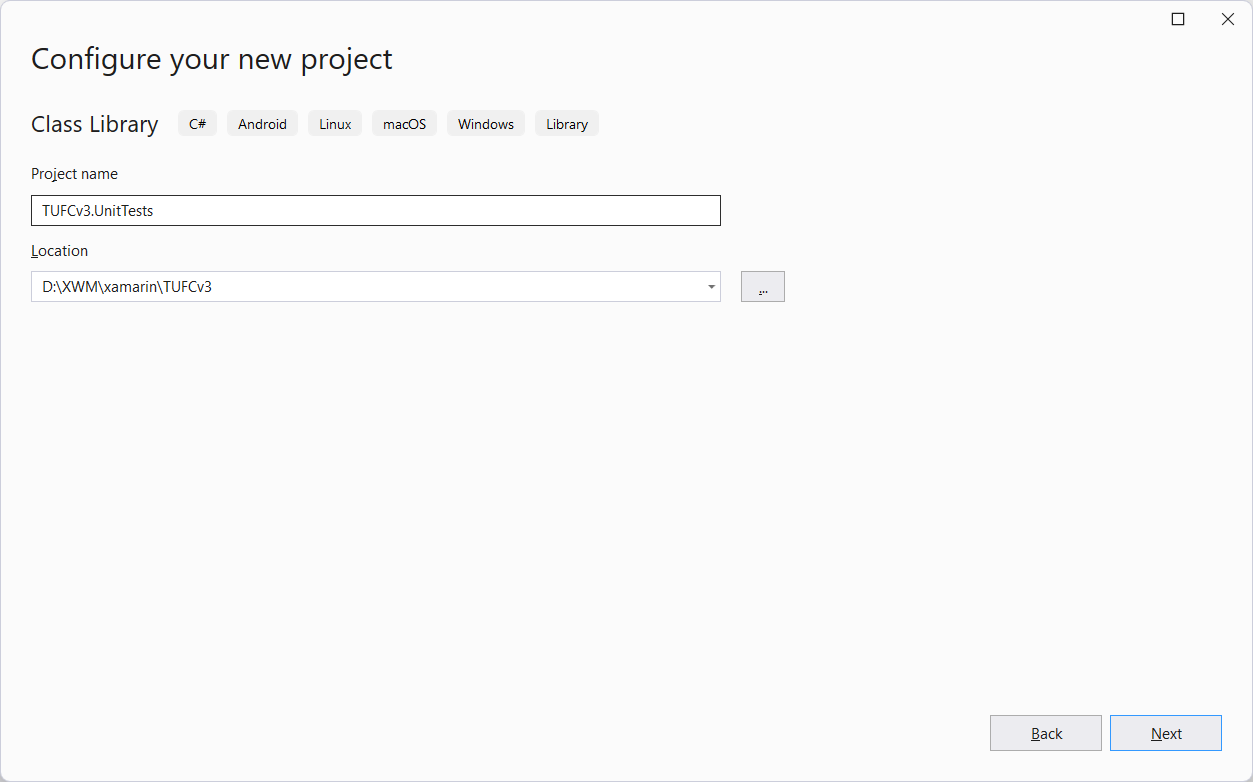 Configure your new project
Class Library C# Android Linux macOS Windows Library
Project name
TUFCv3.UnitTests
Location
D:\XWM\xamarin\TUFCv3
...
Back Next